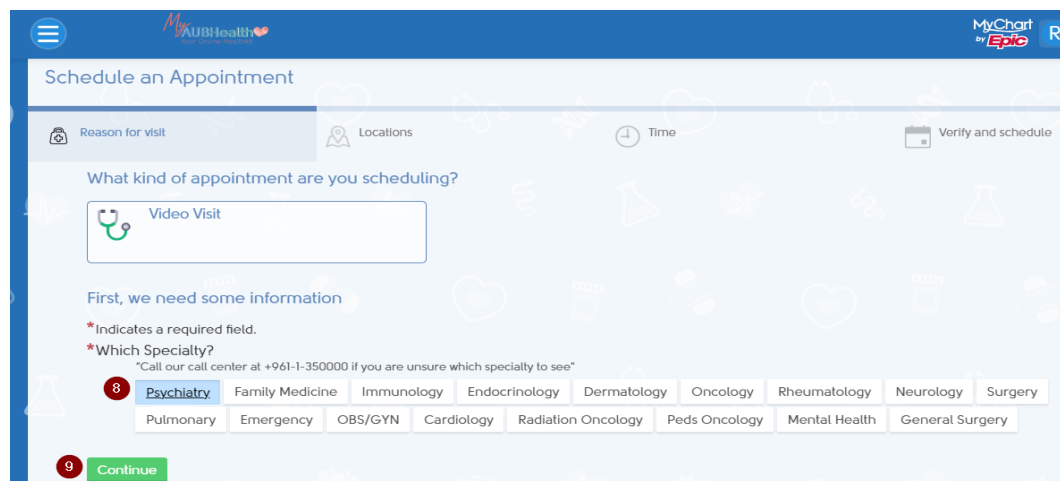 MyAUBHealth
Your Online Healthlink
MyChart
by Epic
R
Schedule an Appointment
Reason for visit
Locations
Time
Verify and schedule
What kind of appointment are you scheduling?
Video Visit
First, we need some information
*Indicates a required field.
*Which Specialty?
"Call our call center at +961-1-350000 if you are unsure which specialty to see"
8 Psychiatry Family Medicine Immunology Endocrinology Dermatology Oncology Rheumatology Neurology Surgery
Pulmonary Emergency OBS/GYN Cardiology Radiation Oncology Peds Oncology Mental Health General Surgery
9 Continue